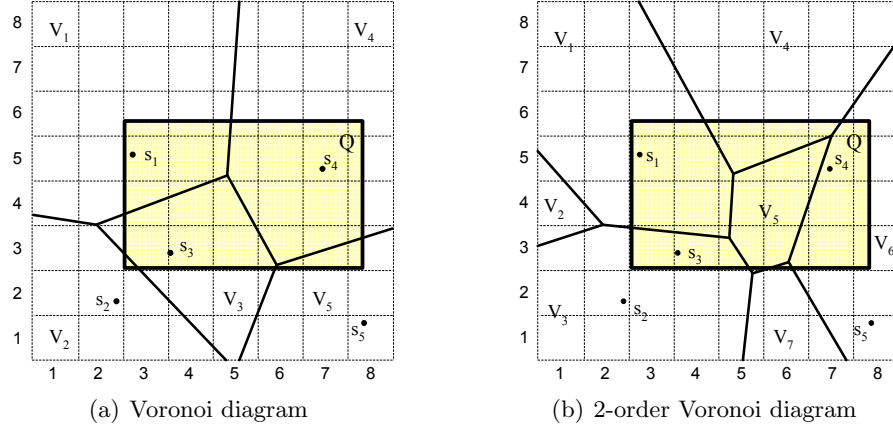 8
7
6
5
4
3
2
1
V1
V4
Q
s1
s4
s3
s2
V3
V5
V2
s5
1 2 3 4 5 6 7 8
(a) Voronoi diagram
8
7
6
5
4
3
2
1
V1
V4
Q
s1
s4
V2
V5
s3
V6
V3
s2
V7
s5
1 2 3 4 5 6 7 8
(b) 2-order Voronoi diagram